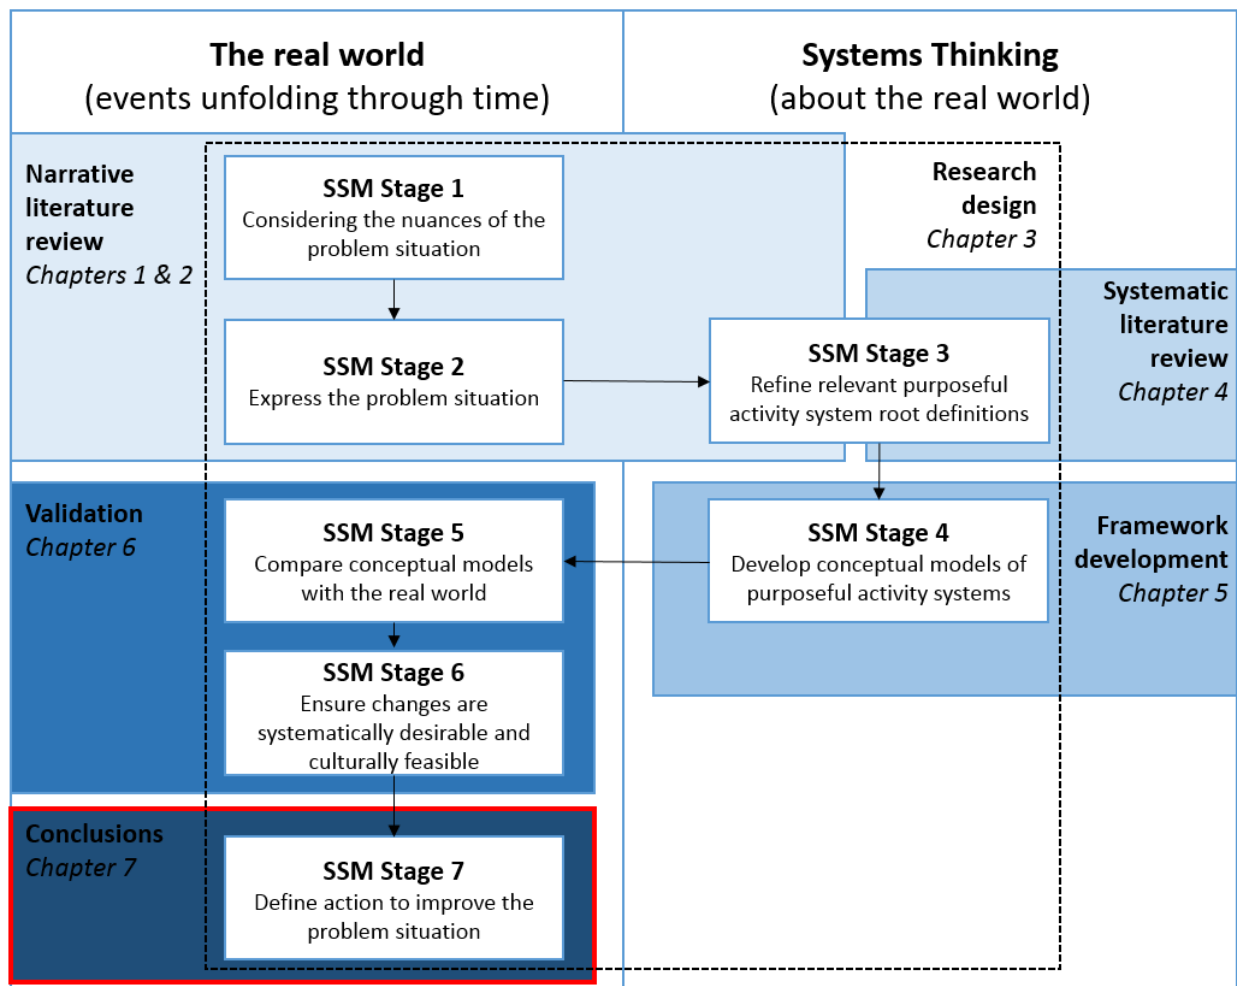 The real world
(events unfolding through time)
Systems Thinking
(about the real world)
Narrative
literature
review
Chapters 1 & 2
SSM Stage 1
Considering the nuances of the
problem situation
Research
design
Chapter 3
SSM Stage 2
Express the problem situation
SSM Stage 3
Refine relevant purposeful
activity system root definitions
Systematic
literature
review
Chapter 4
Validation
Chapter 6
SSM Stage 5
Compare conceptual models
with the real world
SSM Stage 4
Develop conceptual models of
purposeful activity systems
Framework
development
Chapter 5
SSM Stage 6
Ensure changes are
systematically desirable and
culturally feasible
Conclusions
Chapter 7
SSM Stage 7
Define action to improve the
problem situation